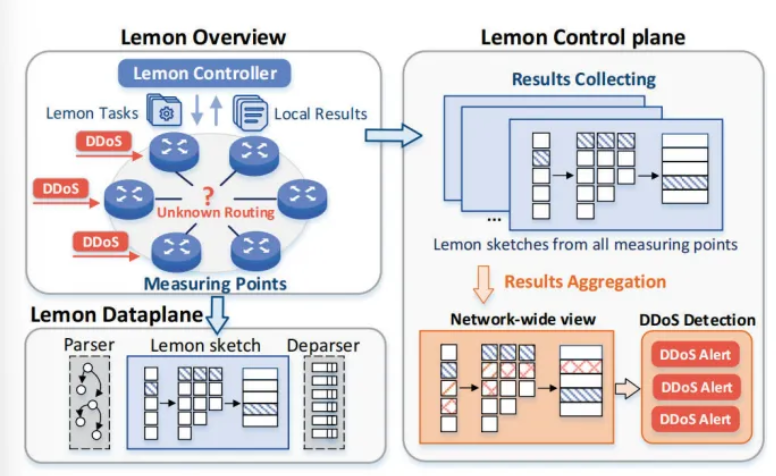 Lemon Overview
Lemon Controller
Lemon Tasks
Local Results
DDoS
DDoS
DDoS
?
Unknown Routing
Measuring Points
Lemon Dataplane
Parser
Lemon sketch
Deparser
Lemon Control plane
Results Collecting
...
Lemon sketches from all measuring points
Results Aggregation
Network-wide view
DDoS Detection
DDoS Alert
DDoS Alert
DDoS Alert